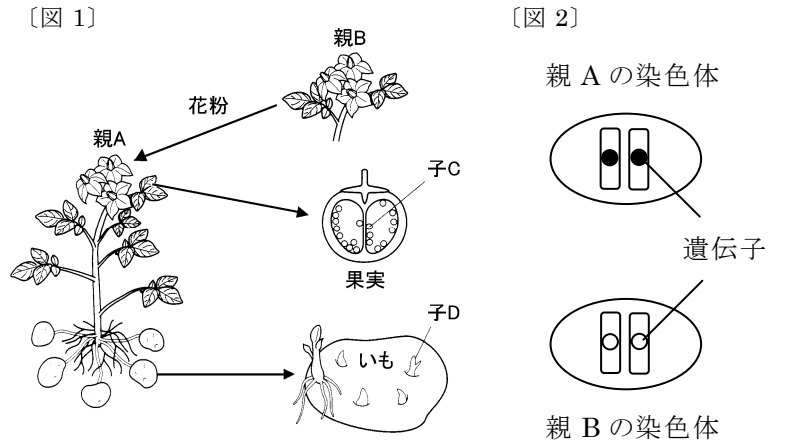 〔図 1〕
親B
花粉
親A
子C
果実
子D
いも
〔図 2〕
親 A の染色体
遺伝子
親 B の染色体